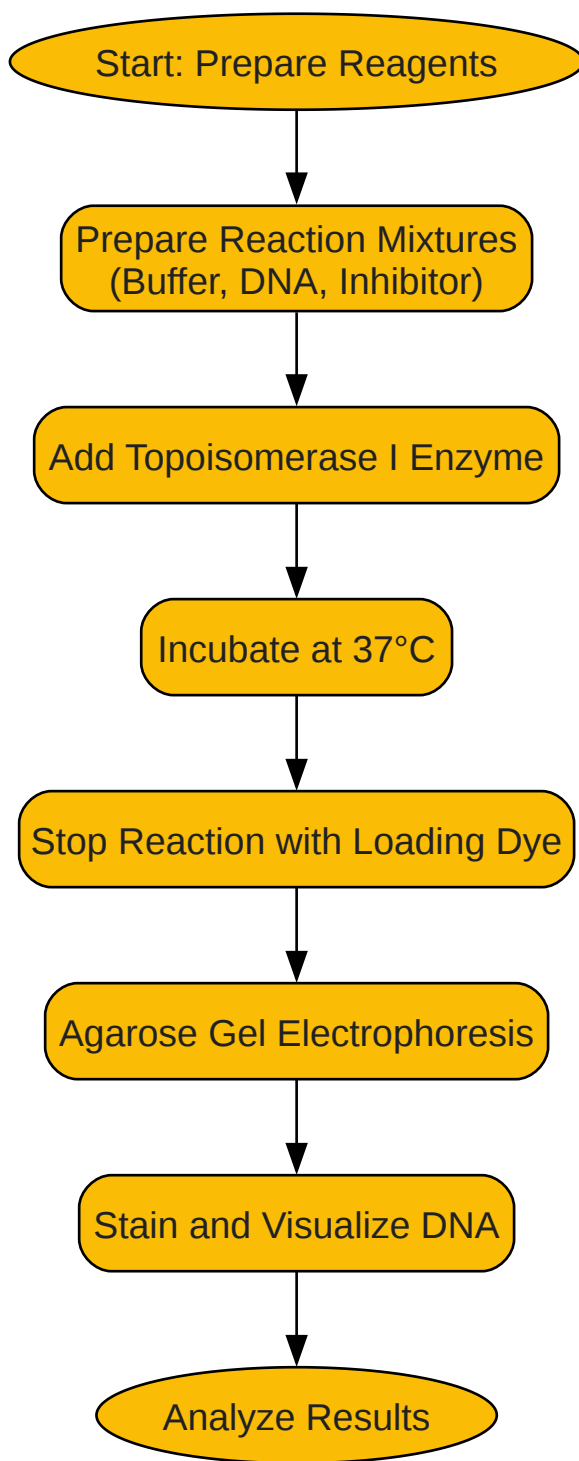 Start: Prepare Reagents
Prepare Reaction Mixtures
(Buffer, DNA, Inhibitor)
Add Topoisomerase I Enzyme
Incubate at 37°C
Stop Reaction with Loading Dye
Agarose Gel Electrophoresis
Stain and Visualize DNA
Analyze Results